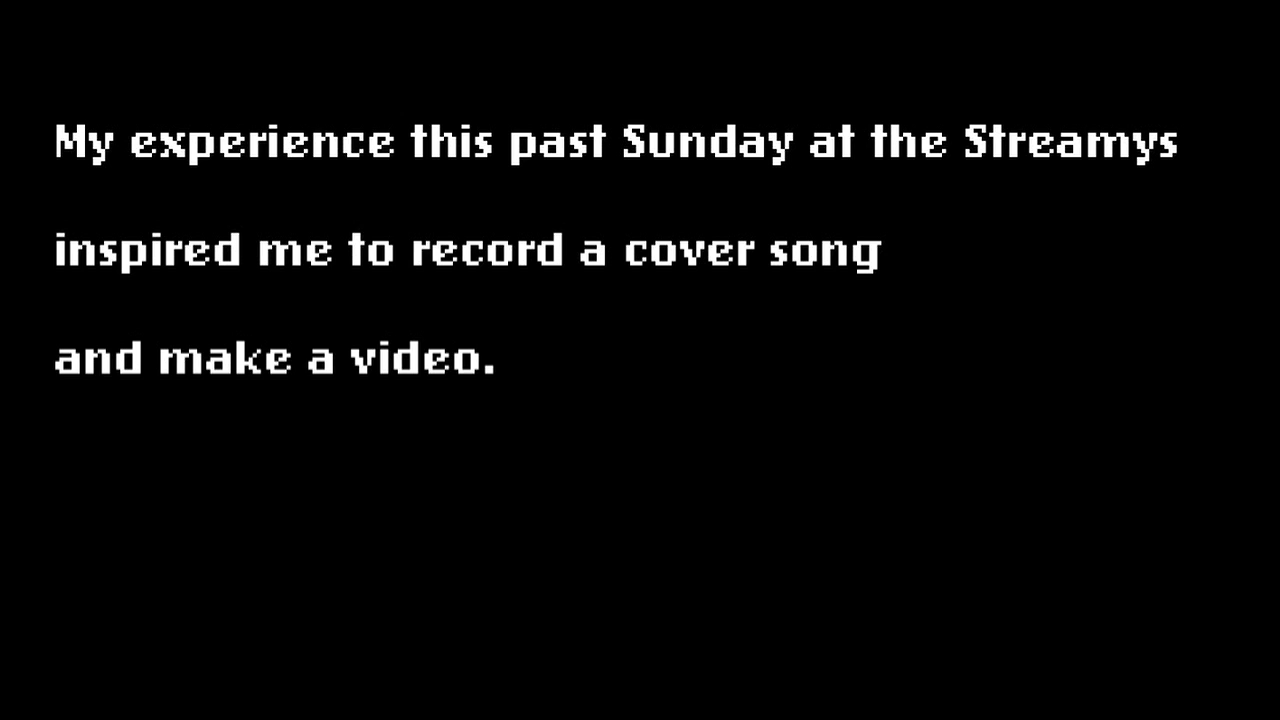 My experience this past Sunday at the Streamys
inspired me to record a cover song
and make a video.